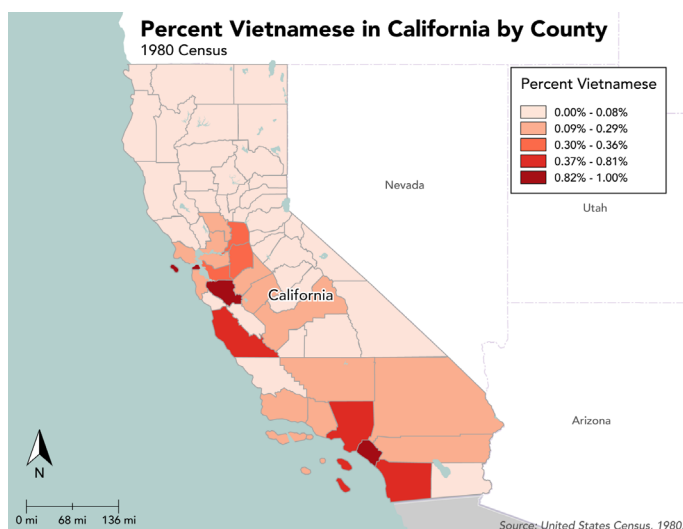 Percent Vietnamese in California by County
1980 Census
Percent Vietnamese
0.00% - 0.08%
0.09% - 0.29%
0.30% - 0.36%
0.37% - 0.81%
0.82% - 1.00%
Nevada
Utah
California
Arizona
N
0 mi 68 mi 136 mi
Source: United States Census, 1980